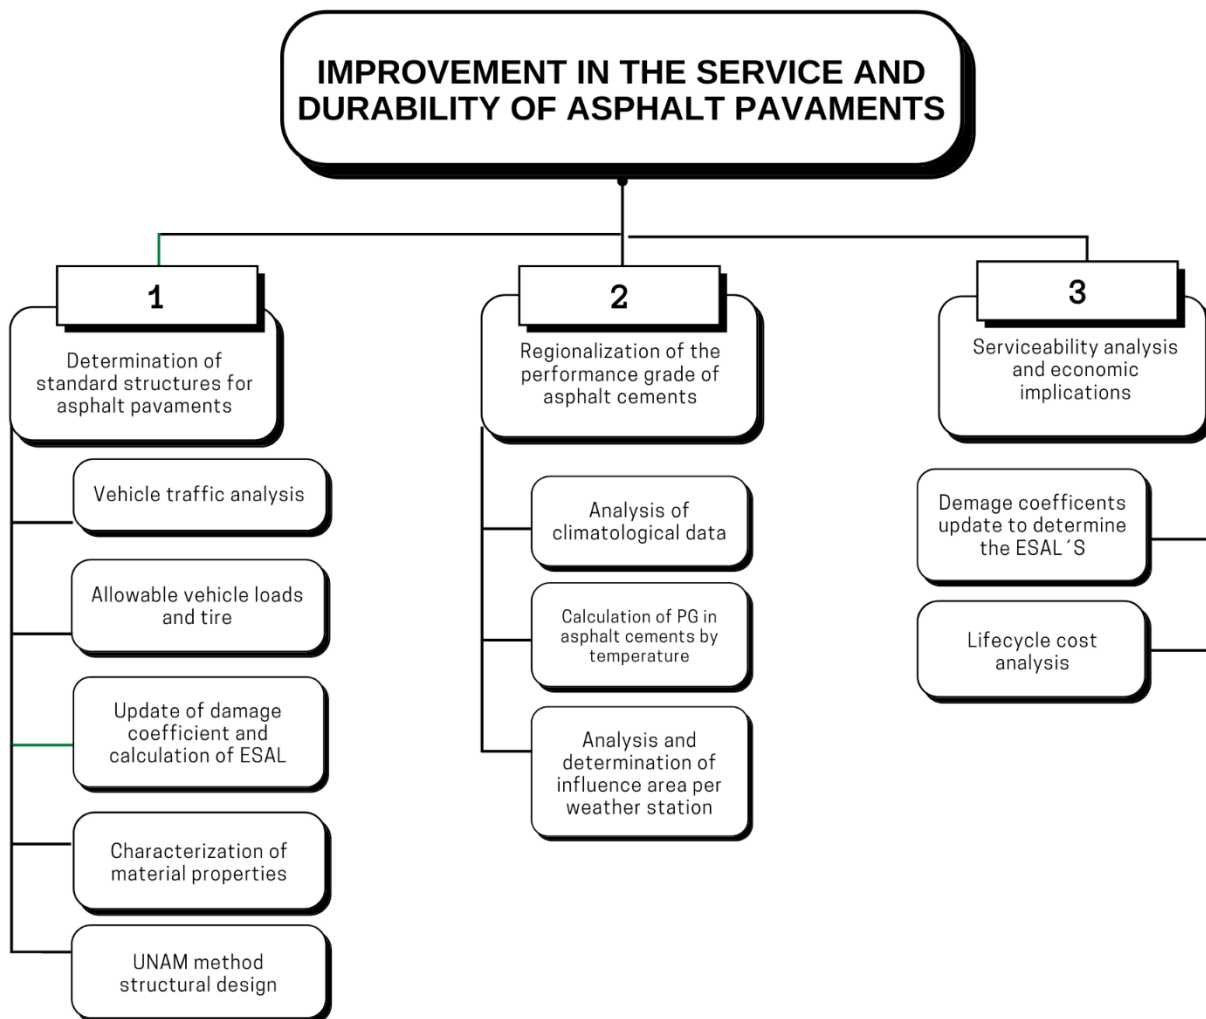 IMPROVEMENT IN THE SERVICE AND
DURABILITY OF ASPHALT PAVAMENTS
1
Determination of
standard structures for
asphalt pavaments
Vehicle traffic analysis
Allowable vehicle loads
and tire
Update of damage
coefficient and
calculation of ESAL
Characterization of
material properties
UNAM method
structural design
2
Regionalization of the
performance grade of
asphalt cements
Analysis of
climatological data
Calculation of PG in
asphalt cements by
temperature
Analysis and
determination of
influence area per
weather station
3
Serviceability analysis
and economic
implications
Damage coefficents
update to determine
the ESAL´S
Lifecycle cost
analysis